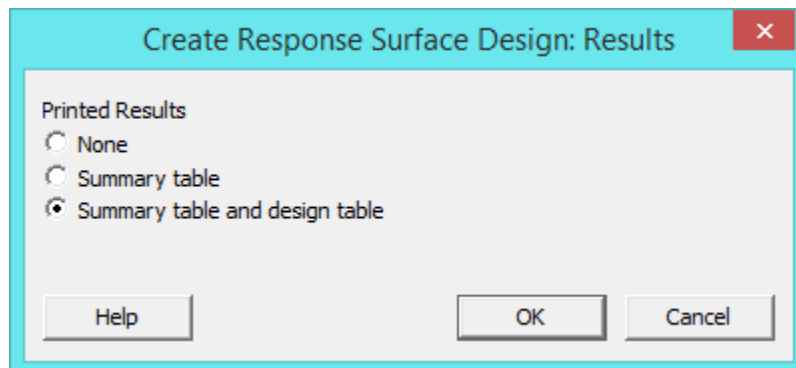 Create Response Surface Design: Results
Printed Results
None
Summary table
Summary table and design table
Help OK Cancel